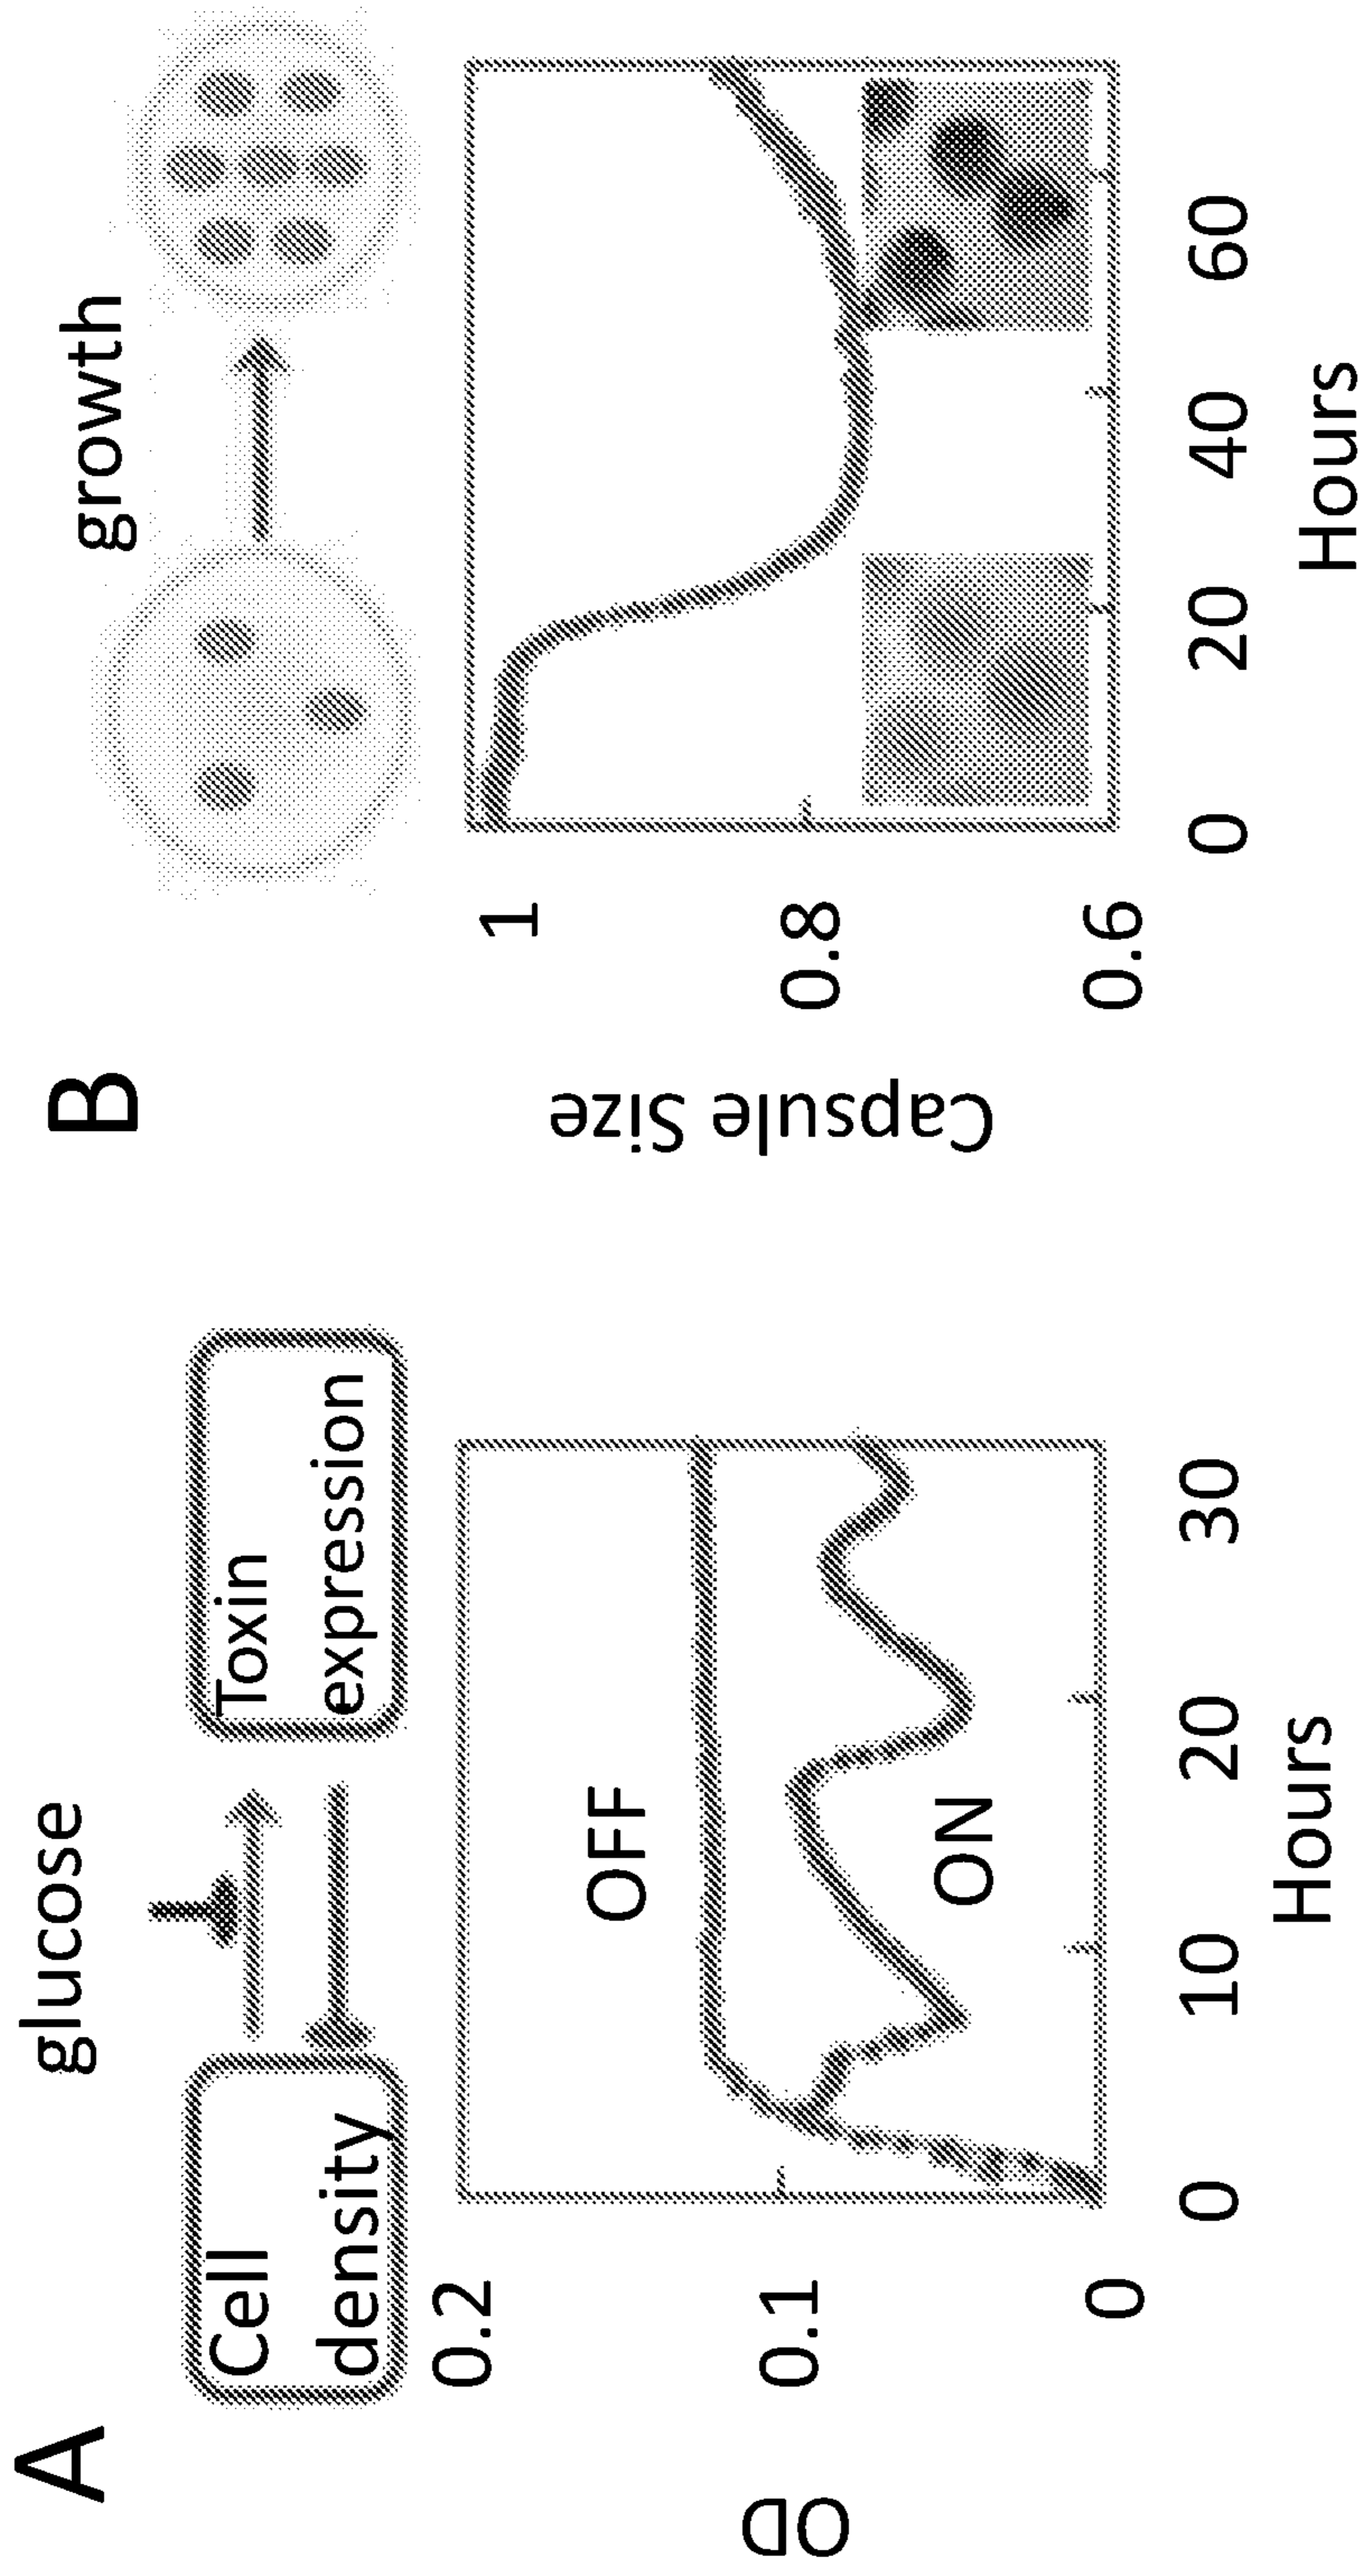 A
glucose
Cell
density
Toxin
expression
OD
0.2
0.1
0
OFF
ON
0
10
20
30
Hours
B
growth
Capsule Size
1
0.8
0.6
0
20
40
60
Hours